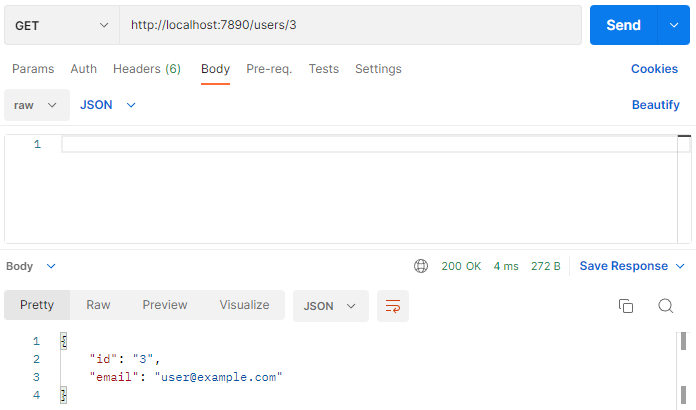 GET http://localhost:7890/users/3 Send
Params Auth Headers (6) Body Pre-req. Tests Settings Cookies
raw JSON Beautify
1
Body 200 OK 4 ms 272 B Save Response
Pretty Raw Preview Visualize JSON
1 {
2 "id": "3",
3 "email": "user@example.com"
4 }